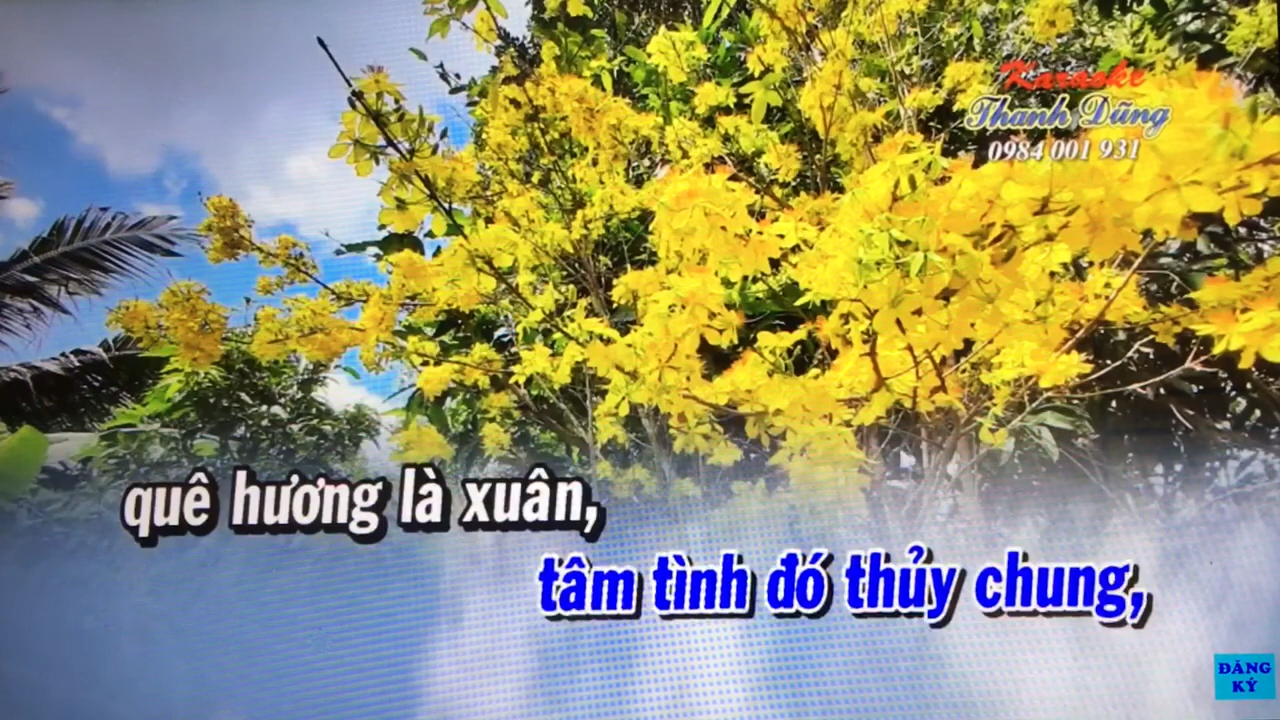 Karaoke
Thanh Dũng
0984 001 931
quê hương là xuân,
tâm tình đó thủy chung,
ĐĂNG
KÝ